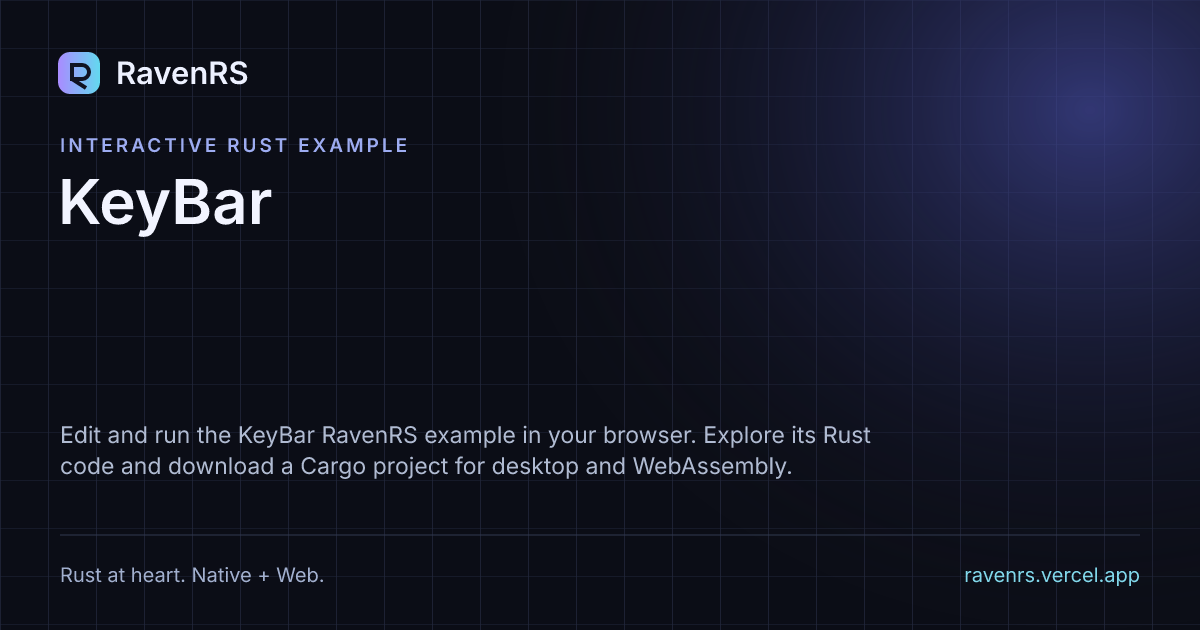 RavenRS
INTERACTIVE RUST EXAMPLE
KeyBar
Edit and run the KeyBar RavenRS example in your browser. Explore its Rust
code and download a Cargo project for desktop and WebAssembly.
Rust at heart. Native + Web.
ravenrs.vercel.app